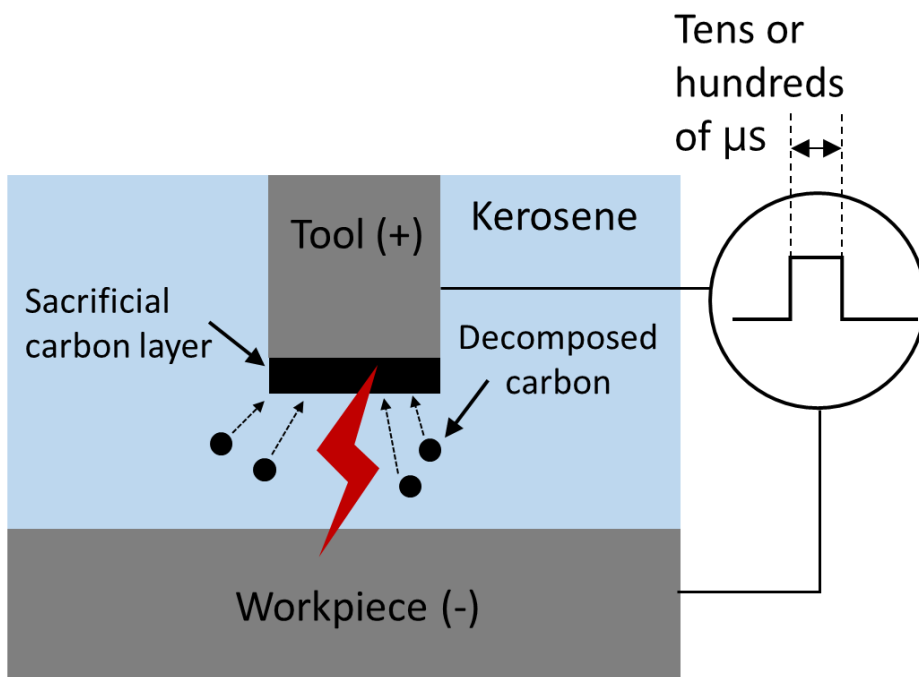 Tens or
hundreds
of μs
Tool (+)
Kerosene
Sacrificial
carbon layer
Decomposed
carbon
Workpiece (-)